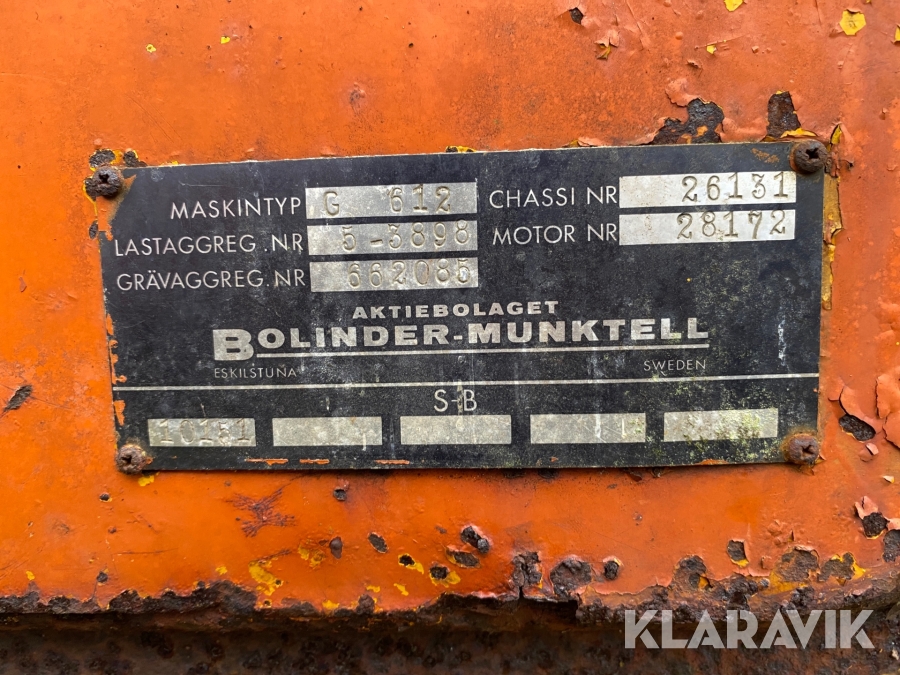 MASKINTYP G 612 CHASSI NR 26131
LASTAGGREG. NR 5-3898 MOTOR NR 28172
GRÄVAGGREG. NR 662085
AKTIEBOLAGET
BOLINDER-MUNKTELL
ESKILSTUNA SWEDEN
S-B
10151
KLARAVIK